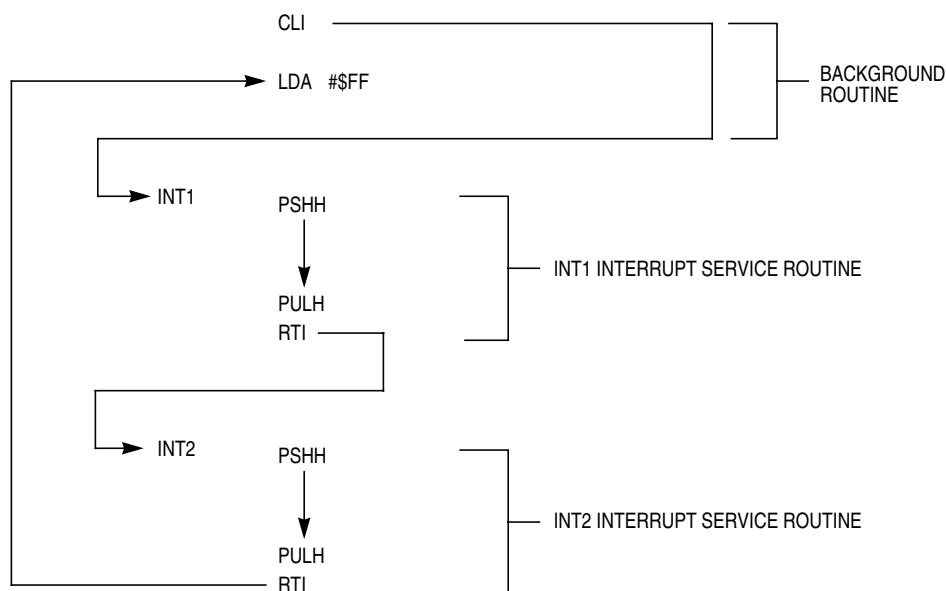 CLI
LDA #$FF
BACKGROUND
ROUTINE
INT1
PSHH
INT1 INTERRUPT SERVICE ROUTINE
PULH
RTI
INT2
PSHH
INT2 INTERRUPT SERVICE ROUTINE
PULH
RTI